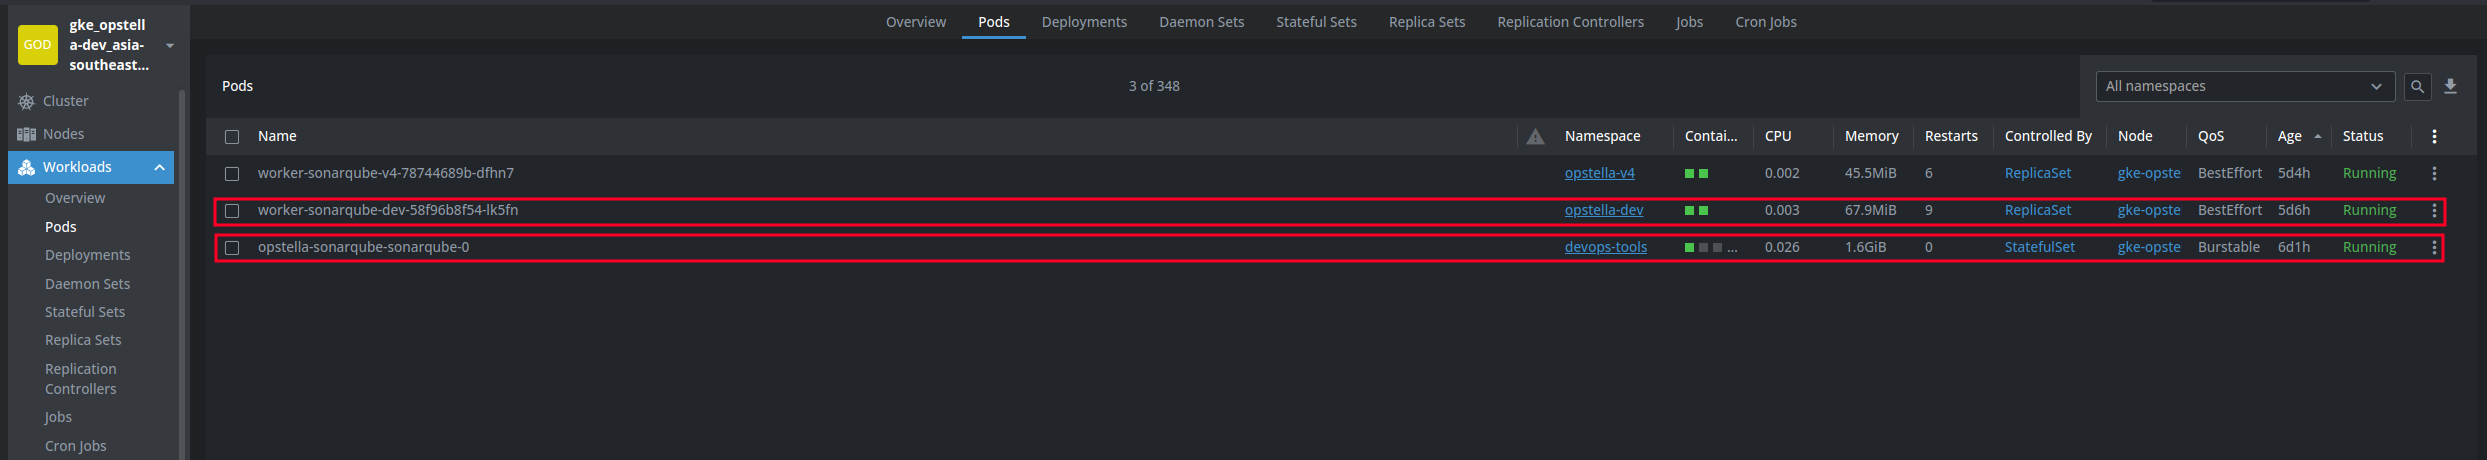 GOD
gke_opstell
a-dev_asia-
southeast...
Cluster
Nodes
Workloads
Overview
Pods
Deployments
Daemon Sets
Stateful Sets
Replica Sets
Replication
Controllers
Jobs
Cron Jobs
Overview Pods Deployments Daemon Sets Stateful Sets Replica Sets Replication Controllers Jobs Cron Jobs
Pods 3 of 348 All namespaces
Name Namespace Contai... CPU Memory Restarts Controlled By Node QoS Age Status
worker-sonarqube-v4-78744689b-dfhn7 opstella-v4 0.002 45.5MiB 6 ReplicaSet gke-opste BestEffort 5d4h Running
worker-sonarqube-dev-58f96b8f54-lk5fn opstella-dev 0.003 67.9MiB 9 ReplicaSet gke-opste BestEffort 5d6h Running
opstella-sonarqube-sonarqube-0 devops-tools ... 0.026 1.6GiB 0 StatefulSet gke-opste Burstable 6d1h Running